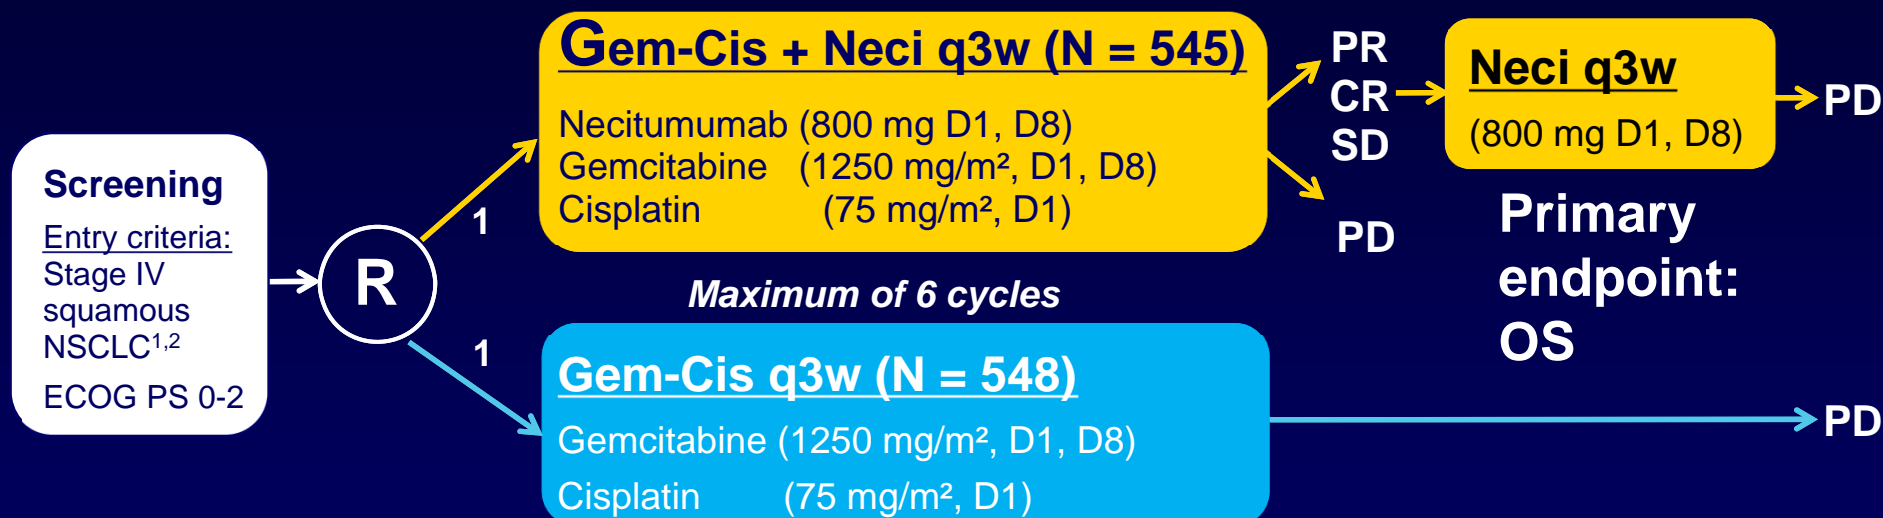 Screening
Entry criteria:
Stage IV
squamous
NSCLC¹,²
ECOG PS 0-2
R
1
1
Gem-Cis + Neci q3w (N = 545)
Necitumumab (800 mg D1, D8)
Gemcitabine (1250 mg/m², D1, D8)
Cisplatin (75 mg/m², D1)
PR
CR
SD
PD
Neci q3w
(800 mg D1, D8)
PD
Primary
endpoint:
OS
Maximum of 6 cycles
Gem-Cis q3w (N = 548)
Gemcitabine (1250 mg/m², D1, D8)
Cisplatin (75 mg/m², D1)
PD